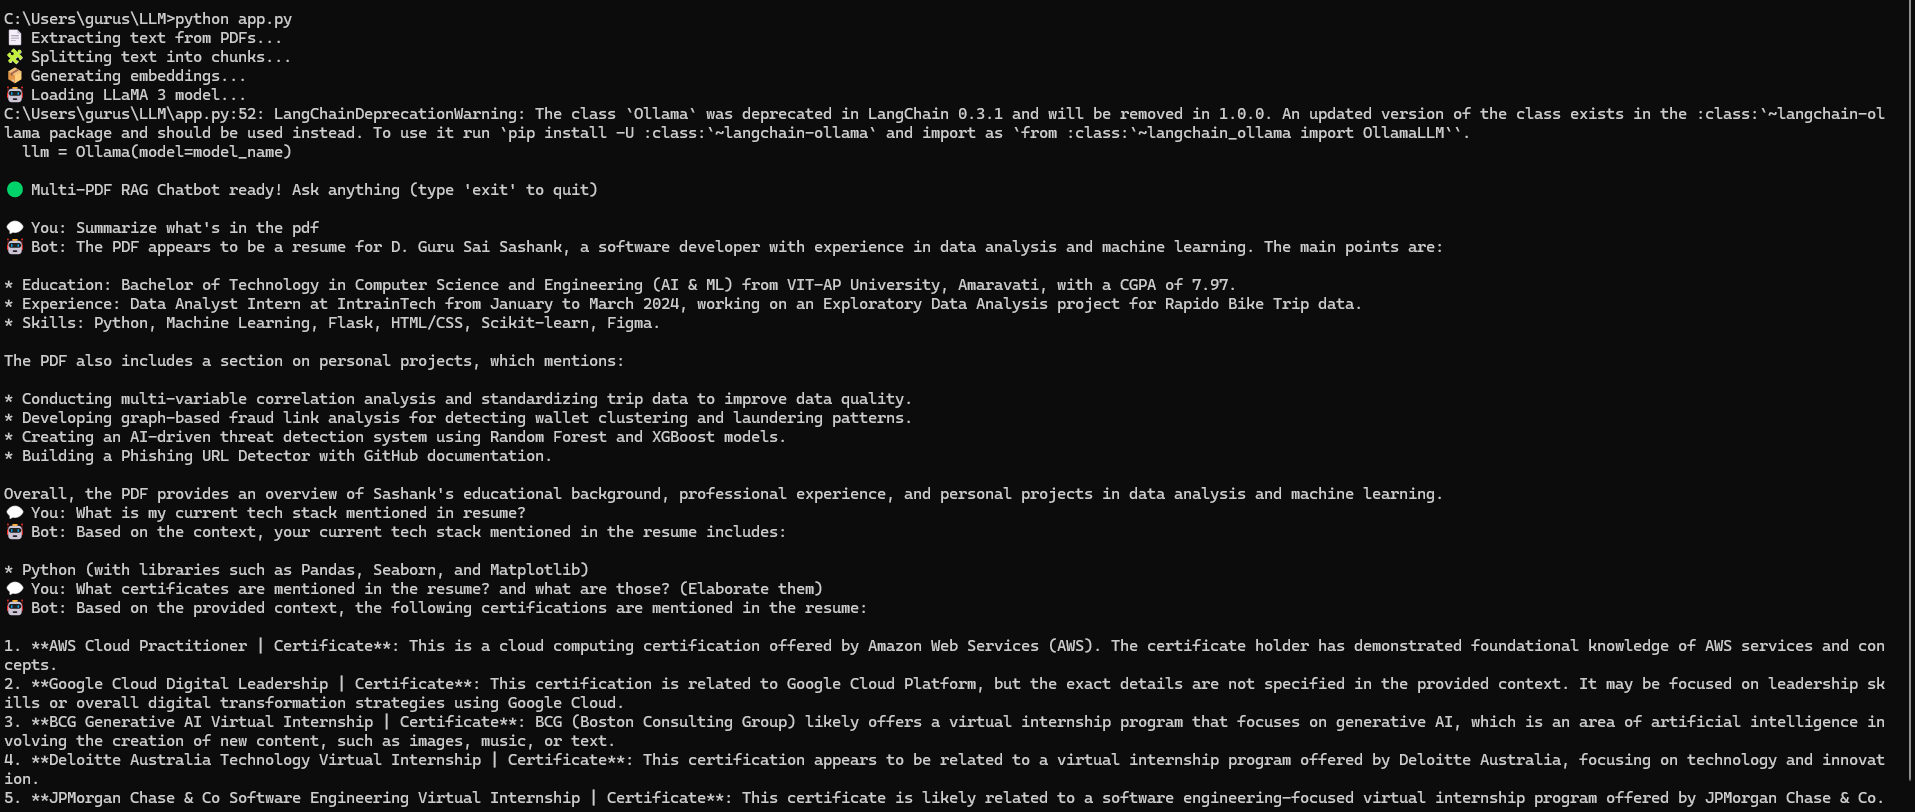 C:\Users\gurus\LLM>python app.py
📄 Extracting text from PDFs...
🧩 Splitting text into chunks...
📦 Generating embeddings...
🤖 Loading LLaMA 3 model...
C:\Users\gurus\LLM\app.py:52: LangChainDeprecationWarning: The class `Ollama` was deprecated in LangChain 0.3.1 and will be removed in 1.0.0. An updated version of the class exists in the :class:`~langchain-ol
lama package and should be used instead. To use it run `pip install -U :class:`~langchain-ollama` and import as `from :class:`~langchain_ollama import OllamaLLM``.
  llm = Ollama(model=model_name)
🟢 Multi-PDF RAG Chatbot ready! Ask anything (type 'exit' to quit)
💬 You: Summarize what's in the pdf
🤖 Bot: The PDF appears to be a resume for D. Guru Sai Sashank, a software developer with experience in data analysis and machine learning. The main points are:
* Education: Bachelor of Technology in Computer Science and Engineering (AI & ML) from VIT-AP University, Amaravati, with a CGPA of 7.97.
* Experience: Data Analyst Intern at IntrainTech from January to March 2024, working on an Exploratory Data Analysis project for Rapido Bike Trip data.
* Skills: Python, Machine Learning, Flask, HTML/CSS, Scikit-learn, Figma.
The PDF also includes a section on personal projects, which mentions:
* Conducting multi-variable correlation analysis and standardizing trip data to improve data quality.
* Developing graph-based fraud link analysis for detecting wallet clustering and laundering patterns.
* Creating an AI-driven threat detection system using Random Forest and XGBoost models.
* Building a Phishing URL Detector with GitHub documentation.
Overall, the PDF provides an overview of Sashank's educational background, professional experience, and personal projects in data analysis and machine learning.
💬 You: What is my current tech stack mentioned in resume?
🤖 Bot: Based on the context, your current tech stack mentioned in the resume includes:
* Python (with libraries such as Pandas, Seaborn, and Matplotlib)
💬 You: What certificates are mentioned in the resume? and what are those? (Elaborate them)
🤖 Bot: Based on the provided context, the following certifications are mentioned in the resume:
1. **AWS Cloud Practitioner | Certificate**: This is a cloud computing certification offered by Amazon Web Services (AWS). The certificate holder has demonstrated foundational knowledge of AWS services and con
cepts.
2. **Google Cloud Digital Leadership | Certificate**: This certification is related to Google Cloud Platform, but the exact details are not specified in the provided context. It may be focused on leadership sk
ills or overall digital transformation strategies using Google Cloud.
3. **BCG Generative AI Virtual Internship | Certificate**: BCG (Boston Consulting Group) likely offers a virtual internship program that focuses on generative AI, which is an area of artificial intelligence in
volving the creation of new content, such as images, music, or text.
4. **Deloitte Australia Technology Virtual Internship | Certificate**: This certification appears to be related to a virtual internship program offered by Deloitte Australia, focusing on technology and innovat
ion.
5. **JPMorgan Chase & Co Software Engineering Virtual Internship | Certificate**: This certificate is likely related to a software engineering-focused virtual internship program offered by JPMorgan Chase & Co.